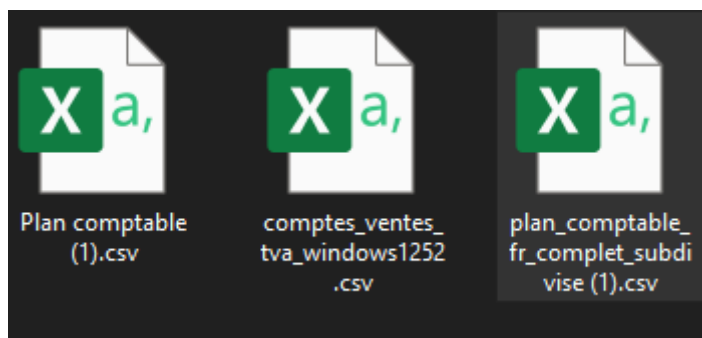 X a,
X a,
X a,
Plan comptable
(1).csv
comptes_ventes_
tva_windows1252
.csv
plan_comptable_
fr_complet_subdi
vise (1).csv